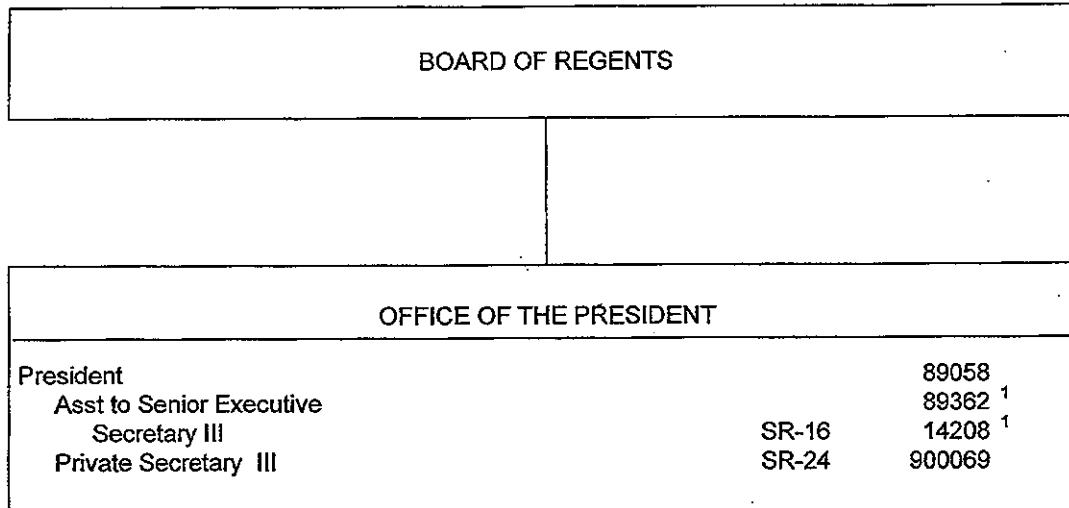 BOARD OF REGENTS
OFFICE OF THE PRESIDENT
President 89058
Asst to Senior Executive 89362 1
Secretary III SR-16 14208 1
Private Secretary III SR-24 900069